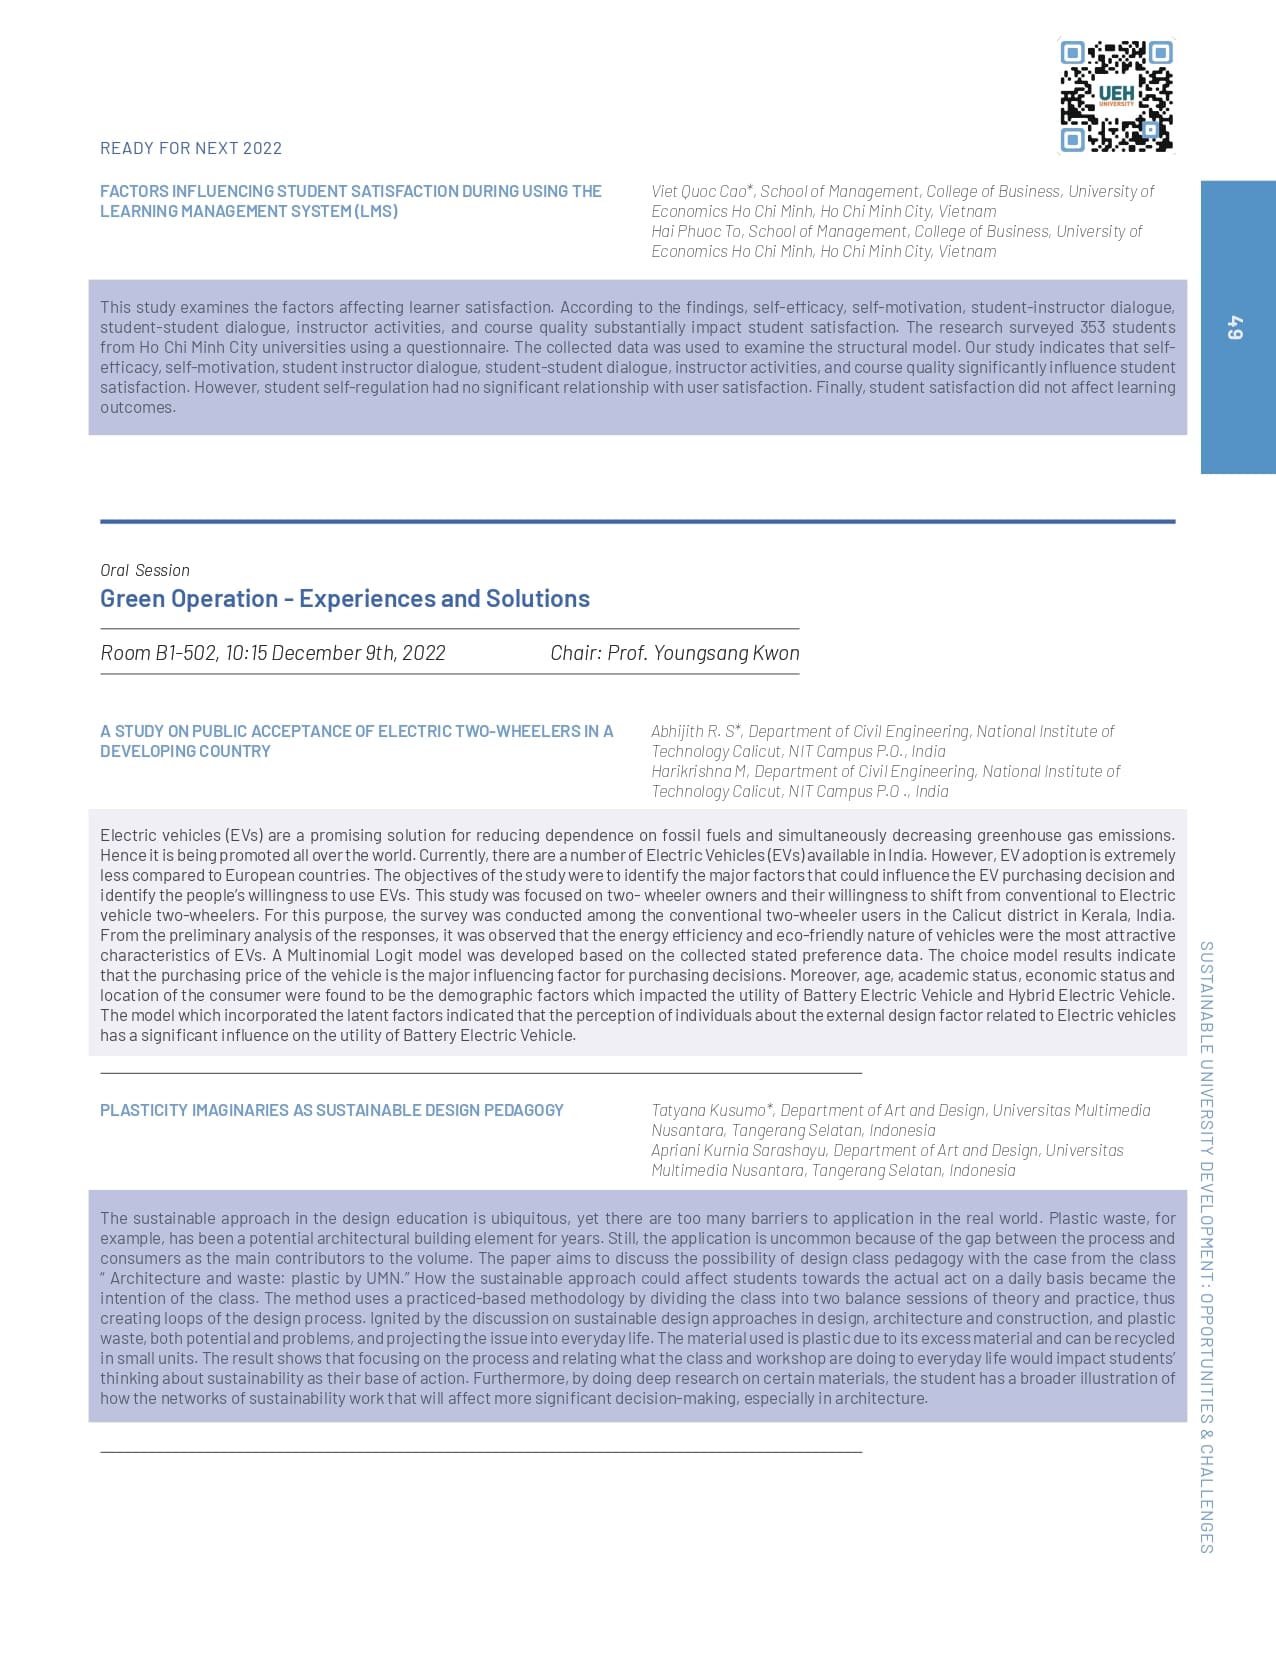 UEH
UNIVERSITY
READY FOR NEXT 2022
FACTORS INFLUENCING STUDENT SATISFACTION DURING USING THE
LEARNING MANAGEMENT SYSTEM (LMS)
Viet Quoc Cao*, School of Management, College of Business, University of
Economics Ho Chi Minh, Ho Chi Minh City, Vietnam
Hai Phuoc To, School of Management, College of Business, University of
Economics Ho Chi Minh, Ho Chi Minh City, Vietnam
This study examines the factors affecting learner satisfaction. According to the findings, self-efficacy, self-motivation, student-instructor dialogue,
student-student dialogue, instructor activities, and course quality substantially impact student satisfaction. The research surveyed 353 students
from Ho Chi Minh City universities using a questionnaire. The collected data was used to examine the structural model. Our study indicates that self-
efficacy, self-motivation, student instructor dialogue, student-student dialogue, instructor activities, and course quality significantly influence student
satisfaction. However, student self-regulation had no significant relationship with user satisfaction. Finally, student satisfaction did not affect learning
outcomes.
49
Oral Session
Green Operation - Experiences and Solutions
Room B1-502, 10:15 December 9th, 2022 Chair: Prof. Youngsang Kwon
A STUDY ON PUBLIC ACCEPTANCE OF ELECTRIC TWO-WHEELERS IN A
DEVELOPING COUNTRY
Abhijith R. S*, Department of Civil Engineering, National Institute of
Technology Calicut, NIT Campus P.O., India
Harikrishna M, Department of Civil Engineering, National Institute of
Technology Calicut, NIT Campus P.O ., India
Electric vehicles (EVs) are a promising solution for reducing dependence on fossil fuels and simultaneously decreasing greenhouse gas emissions.
Hence it is being promoted all over the world. Currently, there are a number of Electric Vehicles (EVs) available in India. However, EV adoption is extremely
less compared to European countries. The objectives of the study were to identify the major factors that could influence the EV purchasing decision and
identify the people's willingness to use EVs. This study was focused on two- wheeler owners and their willingness to shift from conventional to Electric
vehicle two-wheelers. For this purpose, the survey was conducted among the conventional two-wheeler users in the Calicut district in Kerala, India.
From the preliminary analysis of the responses, it was observed that the energy efficiency and eco-friendly nature of vehicles were the most attractive
characteristics of EVs. A Multinomial Logit model was developed based on the collected stated preference data. The choice model results indicate
that the purchasing price of the vehicle is the major influencing factor for purchasing decisions. Moreover, age, academic status, economic status and
location of the consumer were found to be the demographic factors which impacted the utility of Battery Electric Vehicle and Hybrid Electric Vehicle.
The model which incorporated the latent factors indicated that the perception of individuals about the external design factor related to Electric vehicles
has a significant influence on the utility of Battery Electric Vehicle.
PLASTICITY IMAGINARIES AS SUSTAINABLE DESIGN PEDAGOGY
Tatyana Kusumo*, Department of Art and Design, Universitas Multimedia
Nusantara, Tangerang Selatan, Indonesia
Apriani Kurnia Sarashayu, Department of Art and Design, Universitas
Multimedia Nusantara, Tangerang Selatan, Indonesia
The sustainable approach in the design education is ubiquitous, yet there are too many barriers to application in the real world. Plastic waste, for
example, has been a potential architectural building element for years. Still, the application is uncommon because of the gap between the process and
consumers as the main contributors to the volume. The paper aims to discuss the possibility of design class pedagogy with the case from the class
“ Architecture and waste: plastic by UMN.” How the sustainable approach could affect students towards the actual act on a daily basis became the
intention of the class. The method uses a practiced-based methodology by dividing the class into two balance sessions of theory and practice, thus
creating loops of the design process. Ignited by the discussion on sustainable design approaches in design, architecture and construction, and plastic
waste, both potential and problems, and projecting the issue into everyday life. The material used is plastic due to its excess material and can be recycled
in small units. The result shows that focusing on the process and relating what the class and workshop are doing to everyday life would impact students’
thinking about sustainability as their base of action. Furthermore, by doing deep research on certain materials, the student has a broader illustration of
how the networks of sustainability work that will affect more significant decision-making, especially in architecture.
SUSTAINABLE UNIVERSITY DEVELOPMENT : OPPORTUNITIES & CHALLENGES